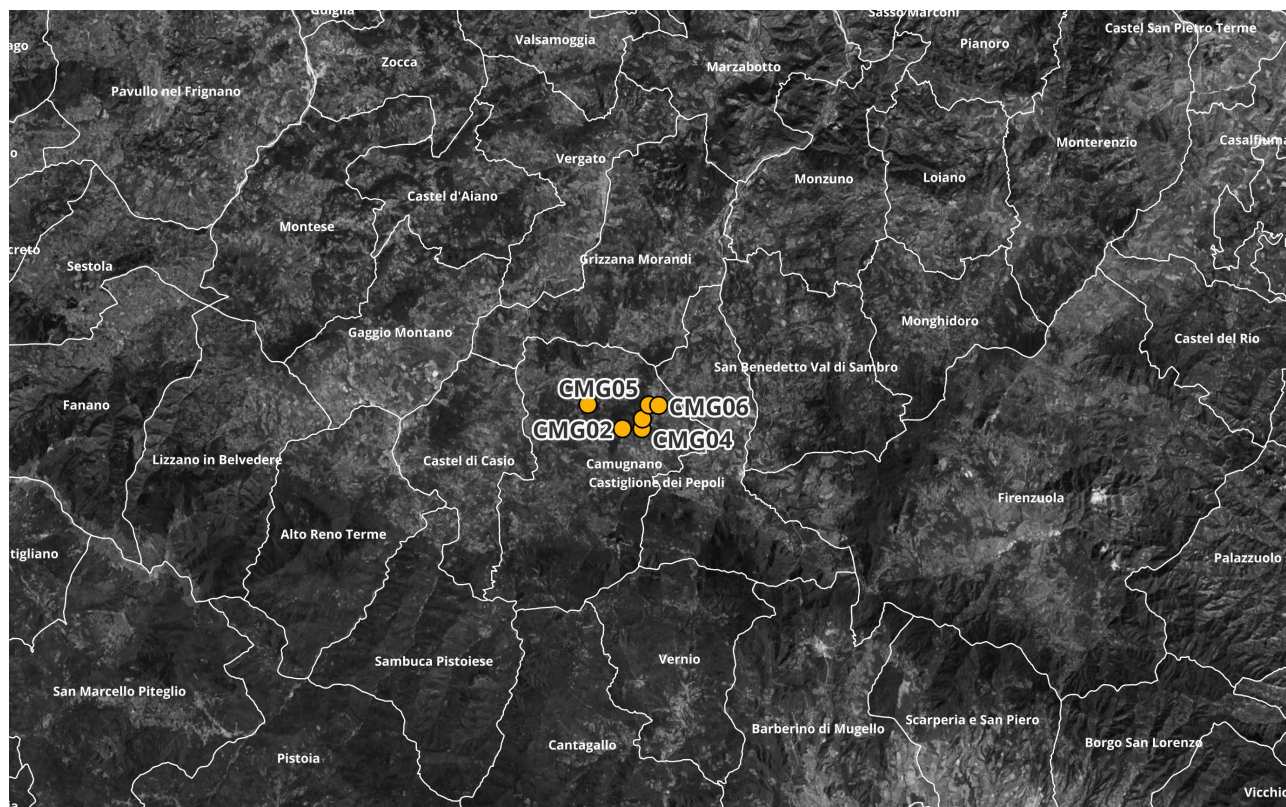 Guiglia
Sasso Marconi
Castel San Pietro Terme
Valsamoggia
Pianoro
Zocca
Marzabotto
Pavullo nel Frignano
Monterenzio
Vergato
Monzuno
Loiano
Castel d'Aiano
Montese
Grizzana Morandi
Sestola
Gaggio Montano
Monghidoro
Castel del Rio
San Benedetto Val di Sambro
CMG05
Fanano
CMG06
CMG02
CMG04
Lizzano in Belvedere
Castel di Casio
Camugnano
Castiglione dei Pepoli
Firenzuola
Alto Reno Terme
Palazzuolo
Sambuca Pistoiese
Vernio
San Marcello Piteglio
Scarperia e San Piero
Barberino di Mugello
Cantagallo
Borgo San Lorenzo
Pistoia